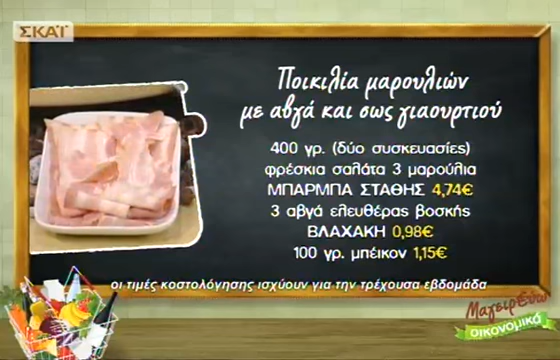 ΣΚΑΪ
Ποικιλία μαρουλιών
με αβγά και σως γιαουρτιού
400 γρ. (δύο συσκευασίες)
φρέσκια σαλάτα 3 μαρούλια
ΜΠΑΡΜΠΑ ΣΤΑΘΗΣ 4,74€
3 αβγά ελευθέρας βοσκής
ΒΛΑΧΑΚΗ 0,98€
100 γρ. μπέικον 1,15€
οι τιμές κοστολόγησης ισχύουν για την τρέχουσα εβδομάδα
ΜαγειρΕύω
οικονομικά